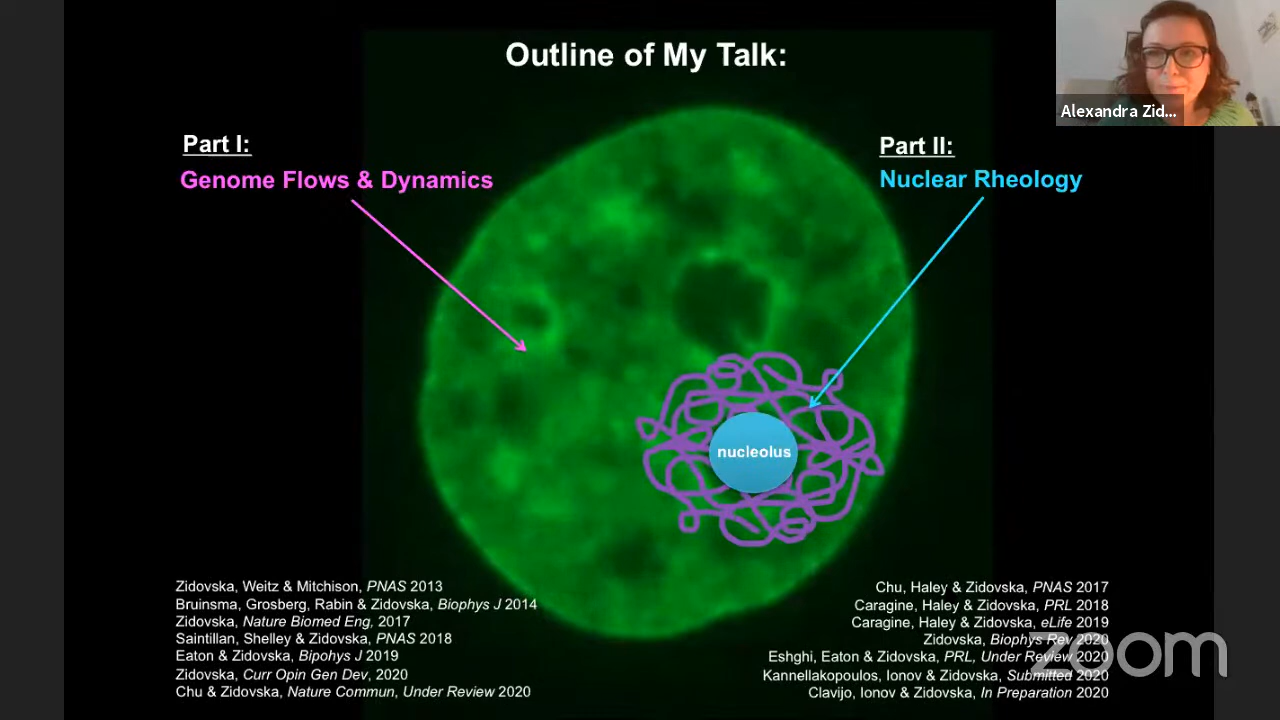 Outline of My Talk:
Alexandra Zid...
Part I:
Genome Flows & Dynamics
Part II:
Nuclear Rheology
nucleolus
Zidovska, Weitz & Mitchison, PNAS 2013
Bruinsma, Grosberg, Rabin & Zidovska, Biophys J 2014
Zidovska, Nature Biomed Eng, 2017
Saintillan, Shelley & Zidovska, PNAS 2018
Eaton & Zidovska, Bipohys J 2019
Zidovska, Curr Opin Gen Dev, 2020
Chu & Zidovska, Nature Commun, Under Review 2020
Chu, Haley & Zidovska, PNAS 2017
Caragine, Haley & Zidovska, PRL 2018
Caragine, Haley & Zidovska, eLife 2019
Zidovska, Biophys Rev 2020
Eshghi, Eaton & Zidovska, PRL, Under Review 2020
Kannellakopoulos, Ionov & Zidovska, Submitted 2020
Clavijo, Ionov & Zidovska, In Preparation 2020
zoom